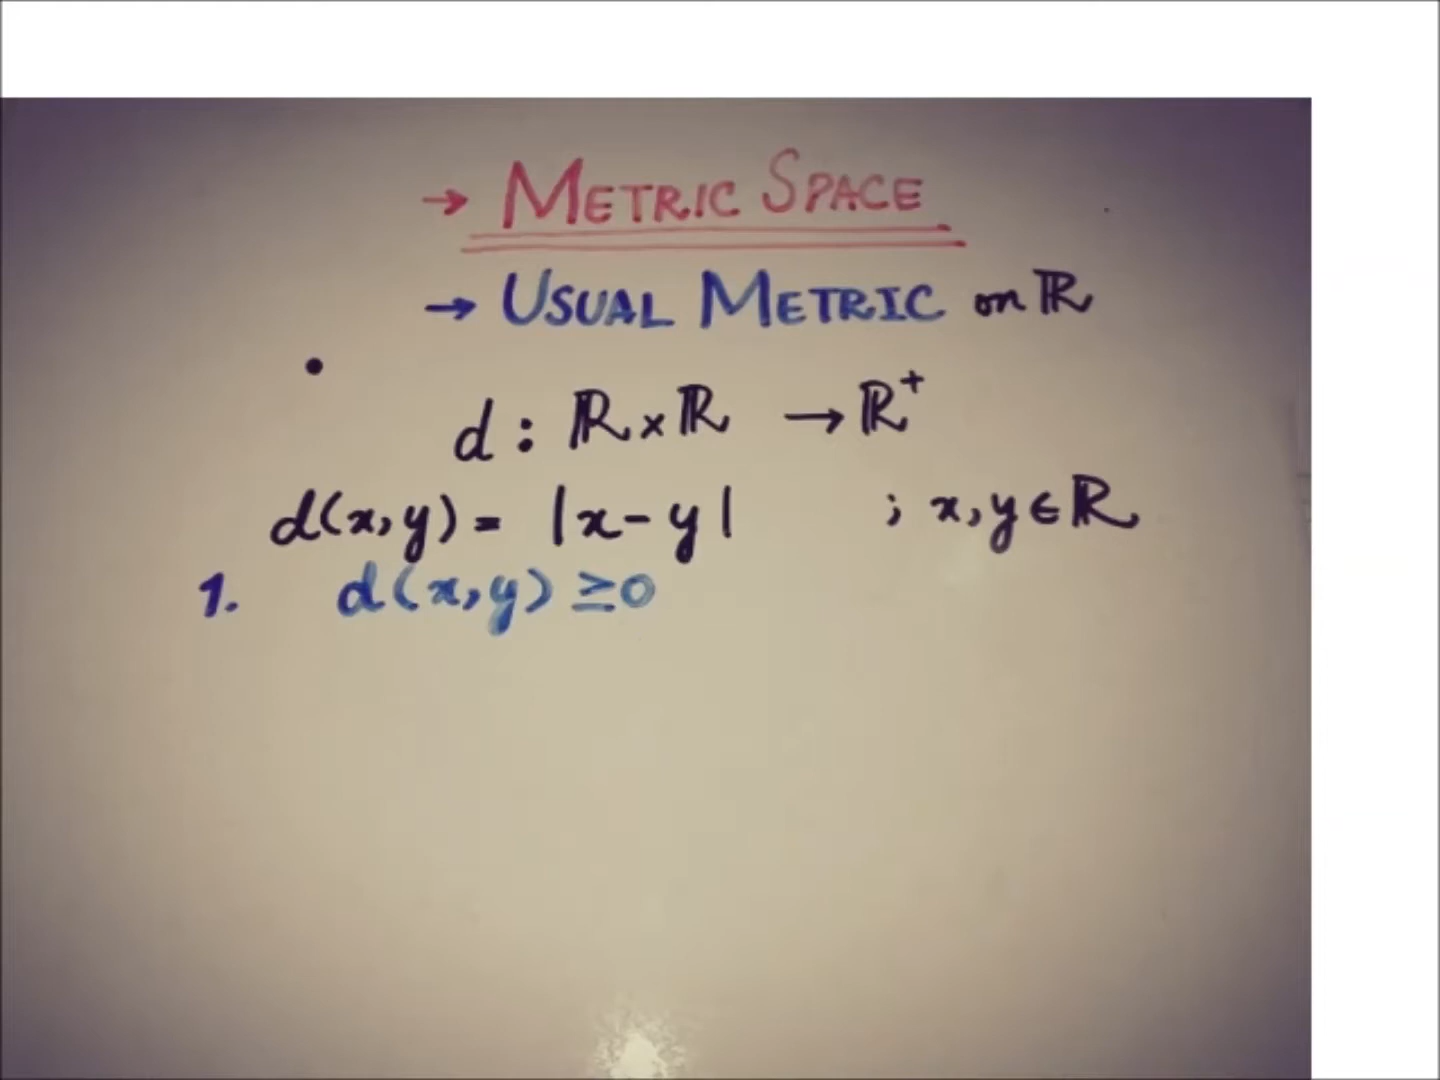 → METRIC SPACE
→ USUAL METRIC on ℝ
• d : ℝ × ℝ → ℝ⁺
d(x,y) = |x-y| ; x,y ∈ ℝ
1. d(x,y) ≥0